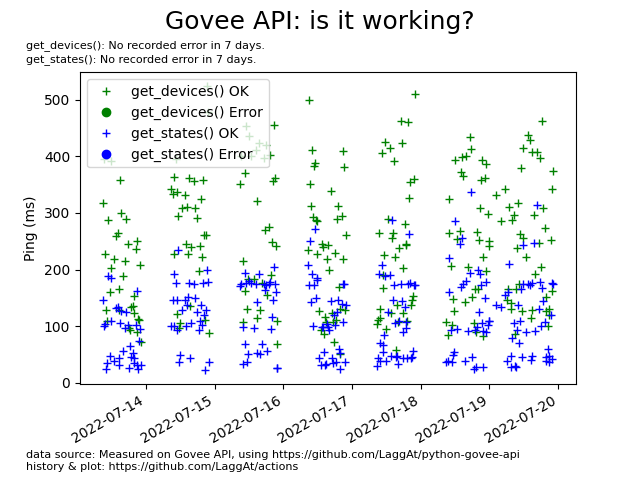 Govee API: is it working?
get_devices(): No recorded error in 7 days.
get_states(): No recorded error in 7 days.
get_devices() OK
get_devices() Error
get_states() OK
get_states() Error
500
400
300
200
100
0
Ping (ms)
2022-07-14
2022-07-15
2022-07-16
2022-07-17
2022-07-18
2022-07-19
2022-07-20
data source: Measured on Govee API, using https://github.com/LaggAt/python-govee-api
history & plot: https://github.com/LaggAt/actions